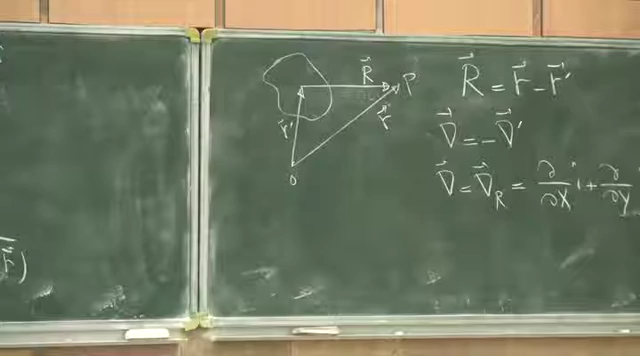 r⃗)
R⃗
P
r⃗'
r⃗
o
R⃗ = r⃗ - r⃗'
∇⃗ = -∇⃗'
∇⃗ = ∇⃗_R = ∂/∂X i + ∂/∂Y